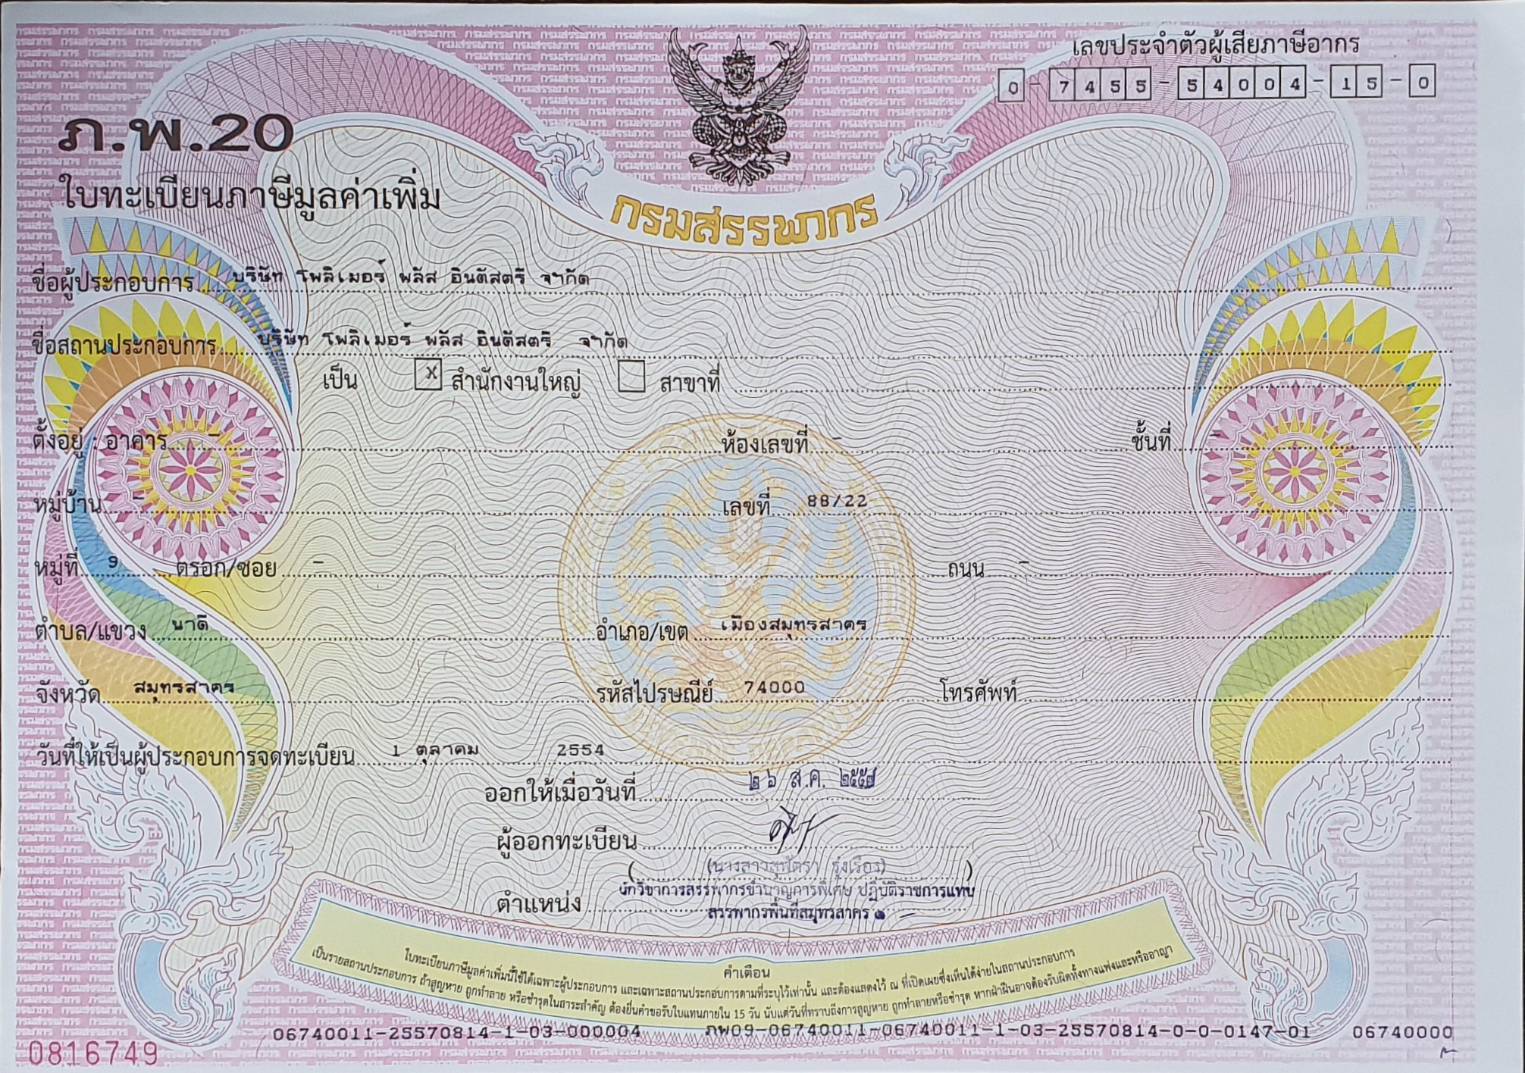 เลขประจำตัวผู้เสียภาษีอากร
0-7455-54004-15-0
ภ.พ.20
ใบทะเบียนภาษีมูลค่าเพิ่ม
กรมสรรพากร
ชื่อผู้ประกอบการ บริษัท โพลิเมอร์ พลัส อินดัสตรี จำกัด
ชื่อสถานประกอบการ บริษัท โพลิเมอร์ พลัส อินดัสตรี จำกัด
เป็น X สำนักงานใหญ่ สาขาที่
ตั้งอยู่ : อาคาร - ห้องเลขที่ - ชั้นที่ -
หมู่บ้าน - เลขที่ 88/22
หมู่ที่ 9 ตรอก/ซอย - ถนน -
ตำบล/แขวง นาดี อำเภอ/เขต เมืองสมุทรสาคร
จังหวัด สมุทรสาคร รหัสไปรษณีย์ 74000 โทรศัพท์
วันที่ให้เป็นผู้ประกอบการจดทะเบียน 1 ตุลาคม 2554
ออกให้เมื่อวันที่ ๒๖ ส.ค. ๒๕๕๗
ผู้ออกทะเบียน
(นางสาวสุพัตรา รุ่งเรือง)
ตำแหน่ง นักวิชาการสรรพากรชำนาญการพิเศษ ปฏิบัติราชการแทน
สรรพากรพื้นที่สมุทรสาคร ๑
คำเตือน
ใบทะเบียนภาษีมูลค่าเพิ่มนี้ใช้ได้เฉพาะผู้ประกอบการ และเฉพาะสถานประกอบการตามที่ระบุไว้เท่านั้น และต้องแสดงไว้ ณ ที่เปิดเผยซึ่งเห็นได้ง่ายในสถานประกอบการ
เป็นรายสถานประกอบการ ถ้าสูญหาย ถูกทำลาย หรือชำรุดในสาระสำคัญ ต้องยื่นคำขอรับใบแทนภายใน 15 วัน นับแต่วันที่ทราบถึงการสูญหาย ถูกทำลายหรือชำรุด หากฝ่าฝืนอาจต้องรับผิดทั้งทางแพ่งและหรืออาญา
06740011-25570814-1-03-000004 ภพ09-06740011-06740011-1-03-25570814-0-0-0147-01 06740000
0816749